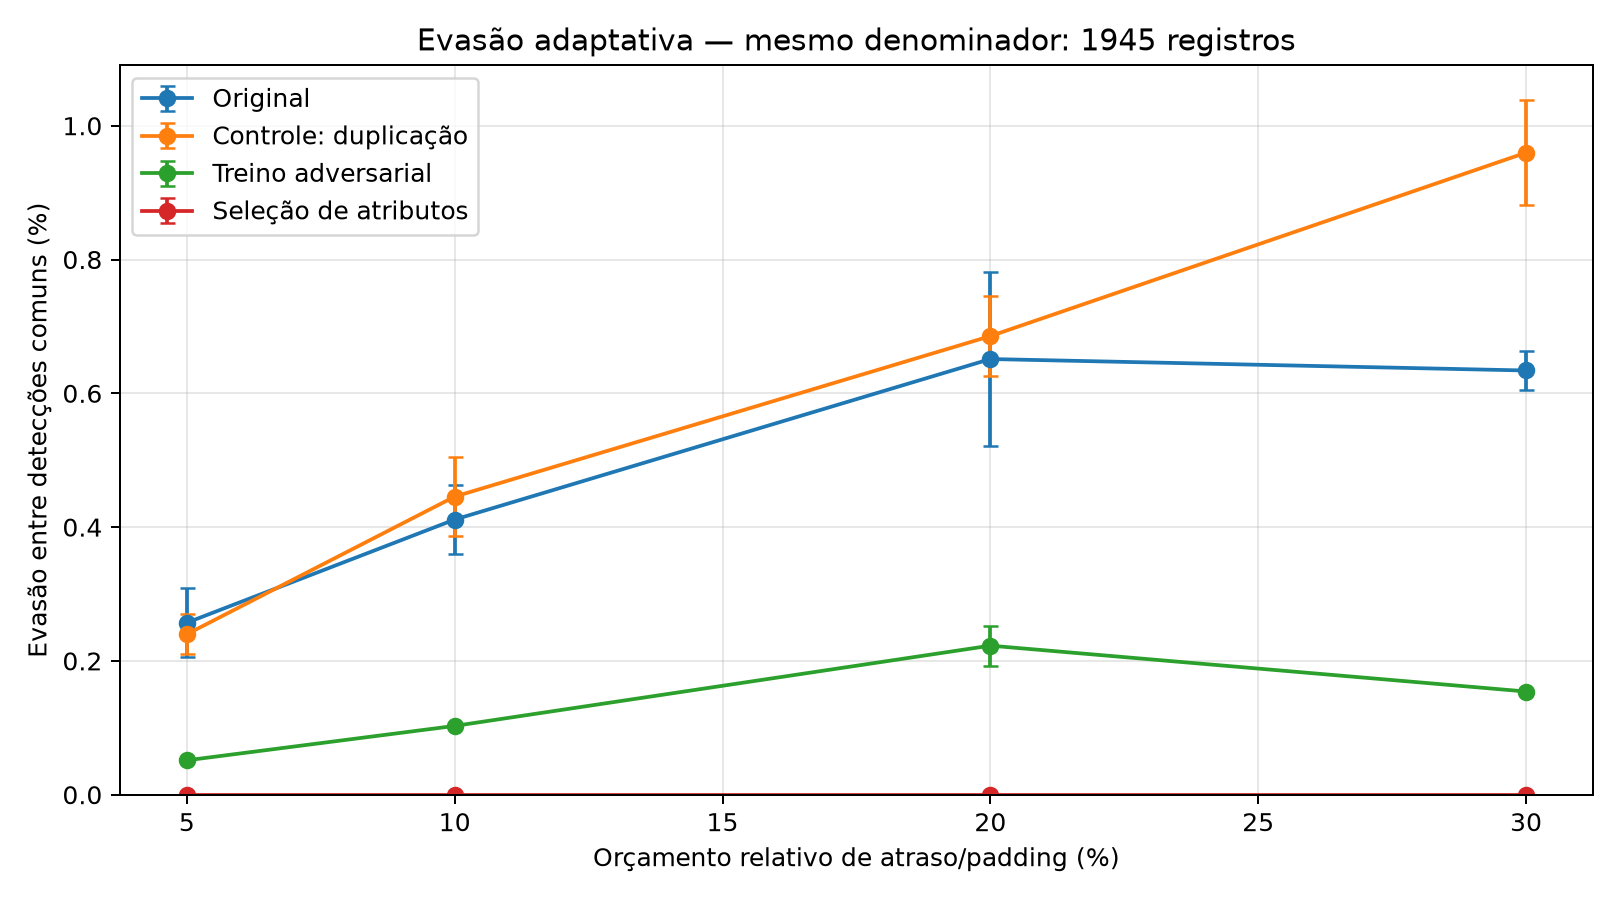 Evasão adaptativa — mesmo denominador: 1945 registros
Original
Controle: duplicação
Treino adversarial
Seleção de atributos
Evasão entre detecções comuns (%)
1.0
0.8
0.6
0.4
0.2
0.0
5 10 15 20 25 30
Orçamento relativo de atraso/padding (%)